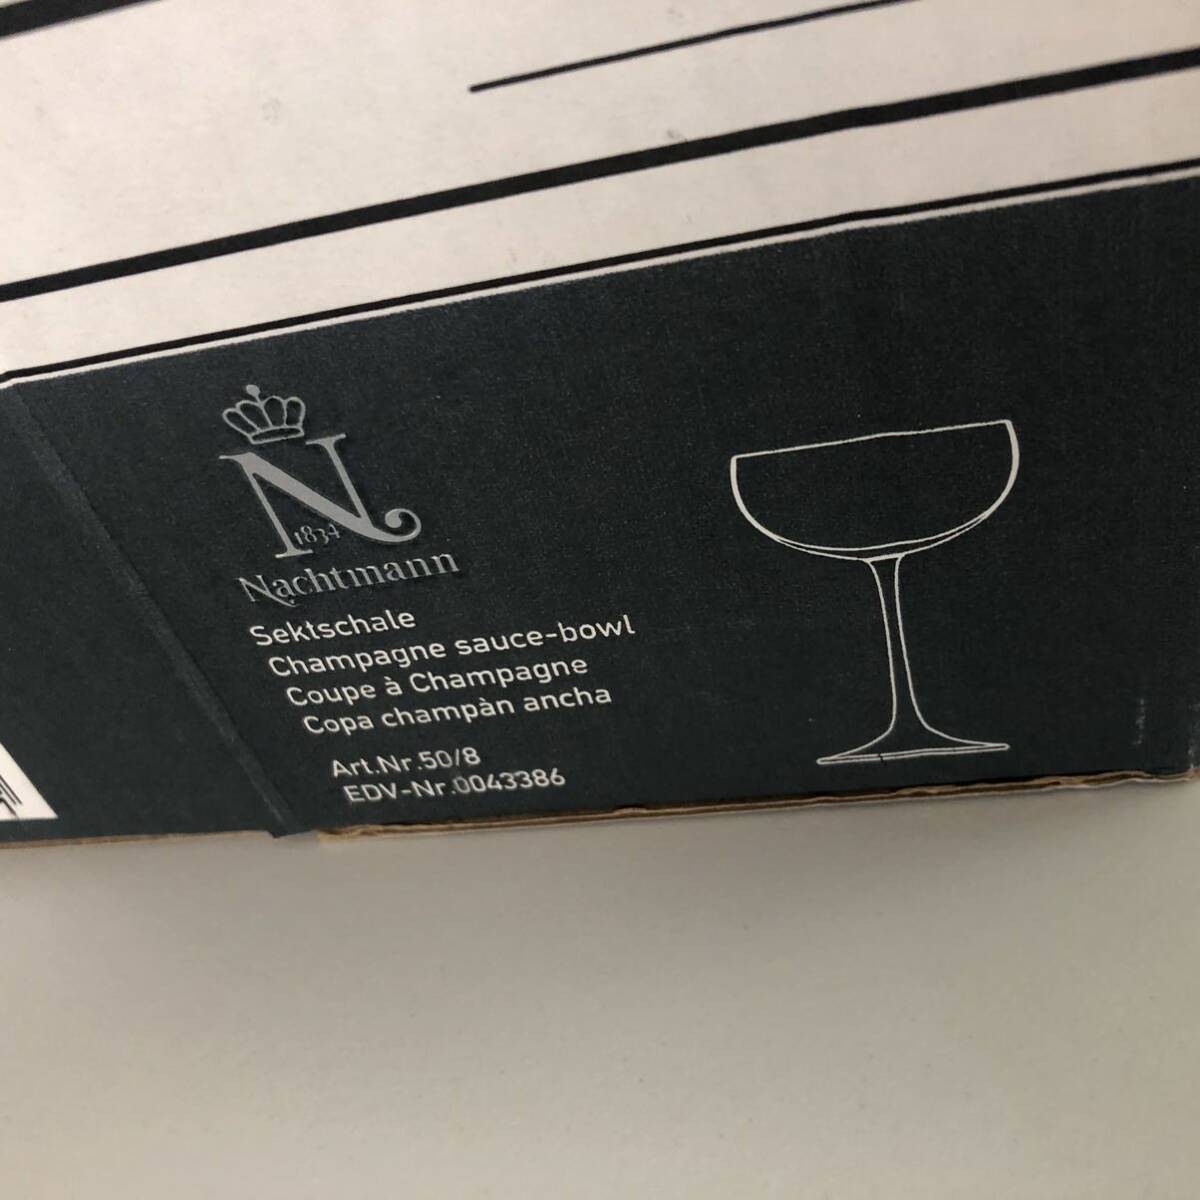 N
1834
Nachtmann
Sektschale
Champagne sauce-bowl
Coupe à Champagne
Copa champàn ancha
Art.Nr.50/8
EDV-Nr.0043386